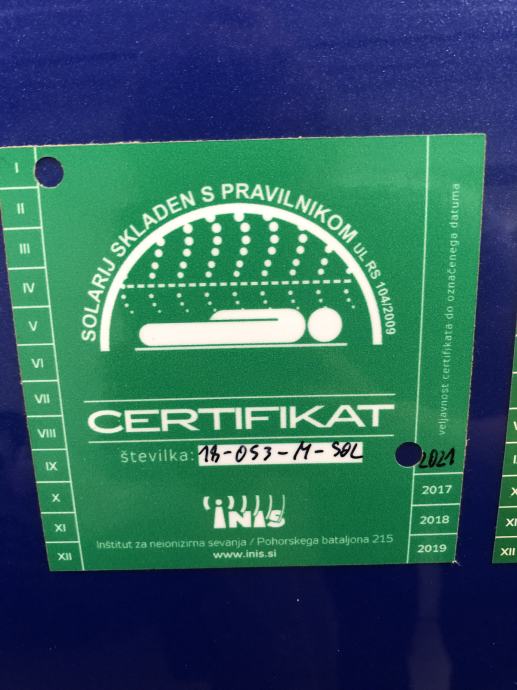 I
II
III
IV
V
VI
VII
VIII
IX
X
XI
XII
SOLARIJ SKLADEN S PRAVILNIKOM UL RS 104/2009
CERTIFIKAT
številka: 18-053-M-SOL
INIS
Inštitut za neionizirna sevanja / Pohorskega bataljona 215
www.inis.si
veljavnost certifikata do označenega datuma
2021
2017
2018
2019
XII